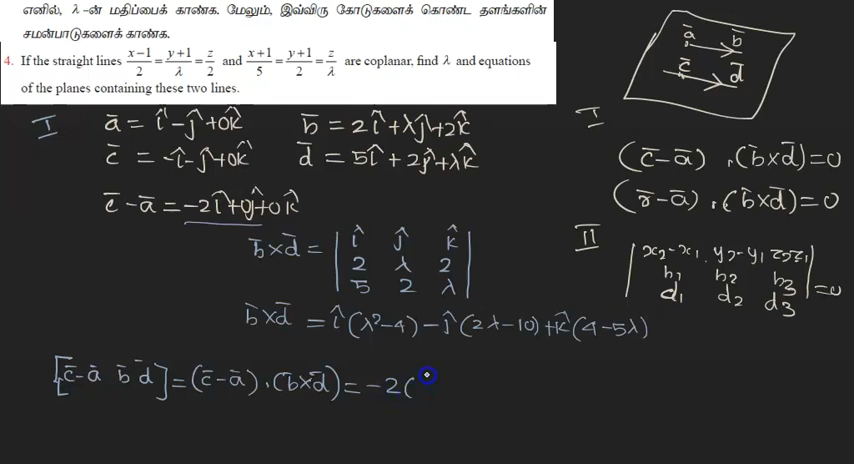 எனில், λ-ன் மதிப்பைக் காண்க. மேலும், இவ்விரு கோடுகளைக் கொண்ட தளங்களின்
சமன்பாடுகளைக் காண்க.
4. If the straight lines (x−1)/2 = (y+1)/λ = z/2 and (x+1)/5 = (y+1)/2 = z/λ are coplanar, find λ and equations
of the planes containing these two lines.
a̅ b̅
c̅ d̅
I a̅ = î − ĵ + 0k̂ b̅ = 2î + λĵ + 2k̂
c̅ = −î − ĵ + 0k̂ d̅ = 5î + 2ĵ + λk̂
c̅ − a̅ = −2î + 0ĵ + 0k̂
b̅ × d̅ = | î ĵ k̂ |
| 2 λ 2 |
| 5 2 λ |
b̅ × d̅ = î(λ² − 4) − ĵ(2λ − 10) + k̂(4 − 5λ)
[c̅ − a̅ b̅ d̅] = (c̅ − a̅) . (b̅ × d̅) = −2(
I
(c̅ − a̅) . (b̅ × d̅) = 0
(r̅ − a̅) . (b̅ × d̅) = 0
II
| x₂ − x₁ y₂ − y₁ z₂ z₁ |
| b₁ b₂ b₃ | = 0
| d₁ d₂ d₃ |